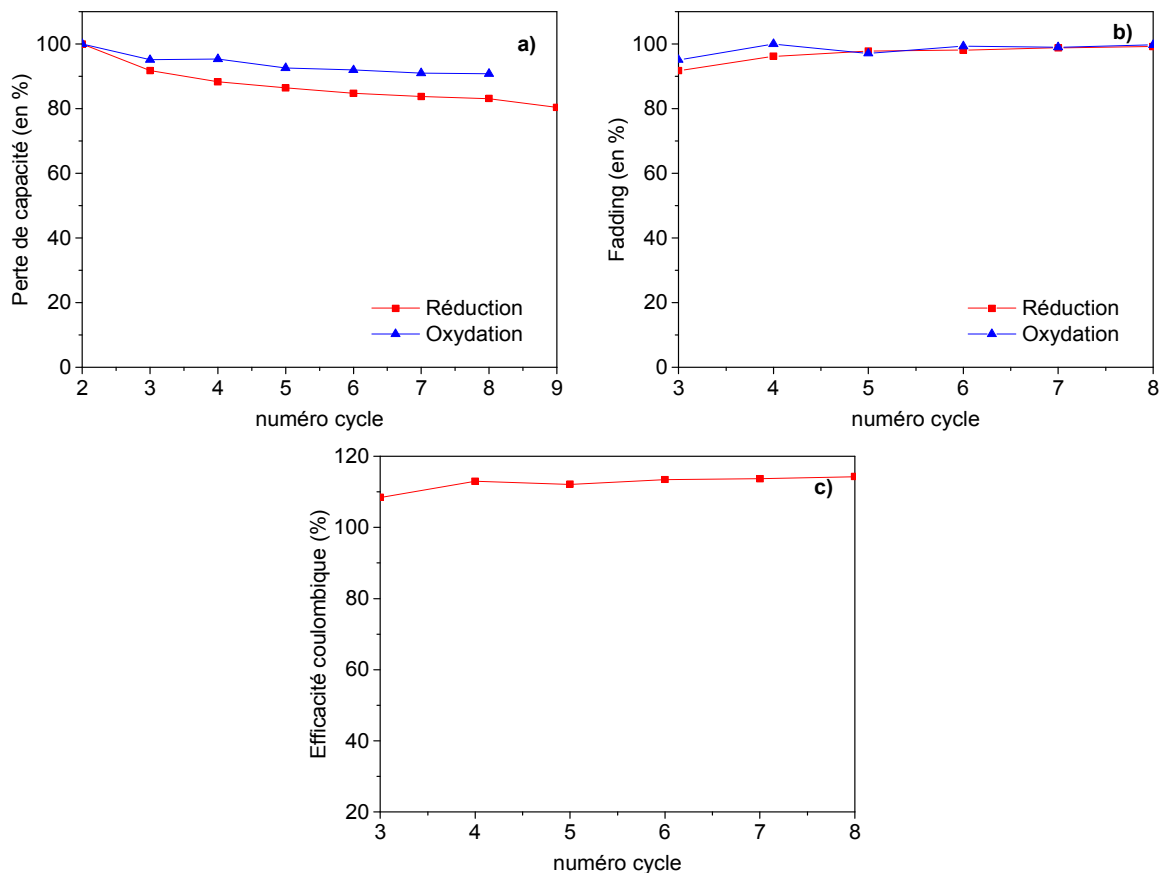 a)
Perte de capacité (en %)
100
80
60
40
20
0
Réduction
Oxydation
2 3 4 5 6 7 8 9
numéro cycle
b)
Fadding (en %)
100
80
60
40
20
0
Réduction
Oxydation
3 4 5 6 7 8
numéro cycle
c)
Efficacité coulombique (%)
120
100
80
60
40
20
3 4 5 6 7 8
numéro cycle